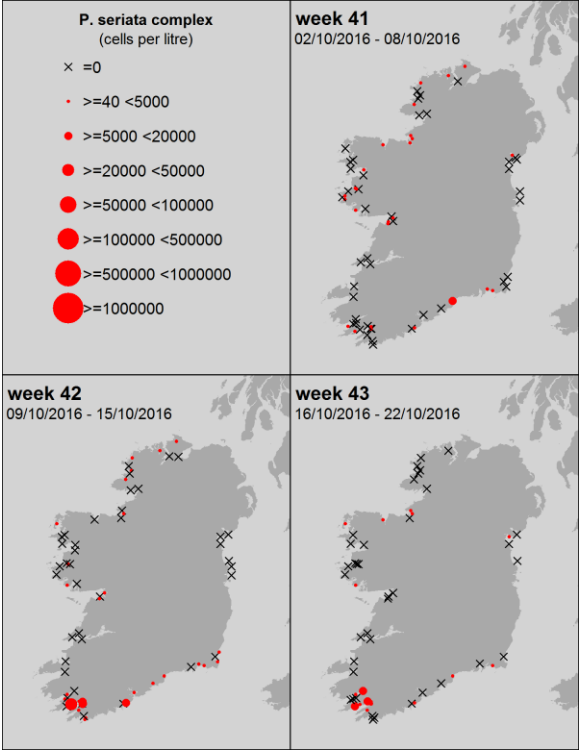 P. seriata complex
(cells per litre)
=0
>=40 <5000
>=5000 <20000
>=20000 <50000
>=50000 <100000
>=100000 <500000
>=500000 <1000000
>=1000000
week 41
02/10/2016 - 08/10/2016
week 42
09/10/2016 - 15/10/2016
week 43
16/10/2016 - 22/10/2016